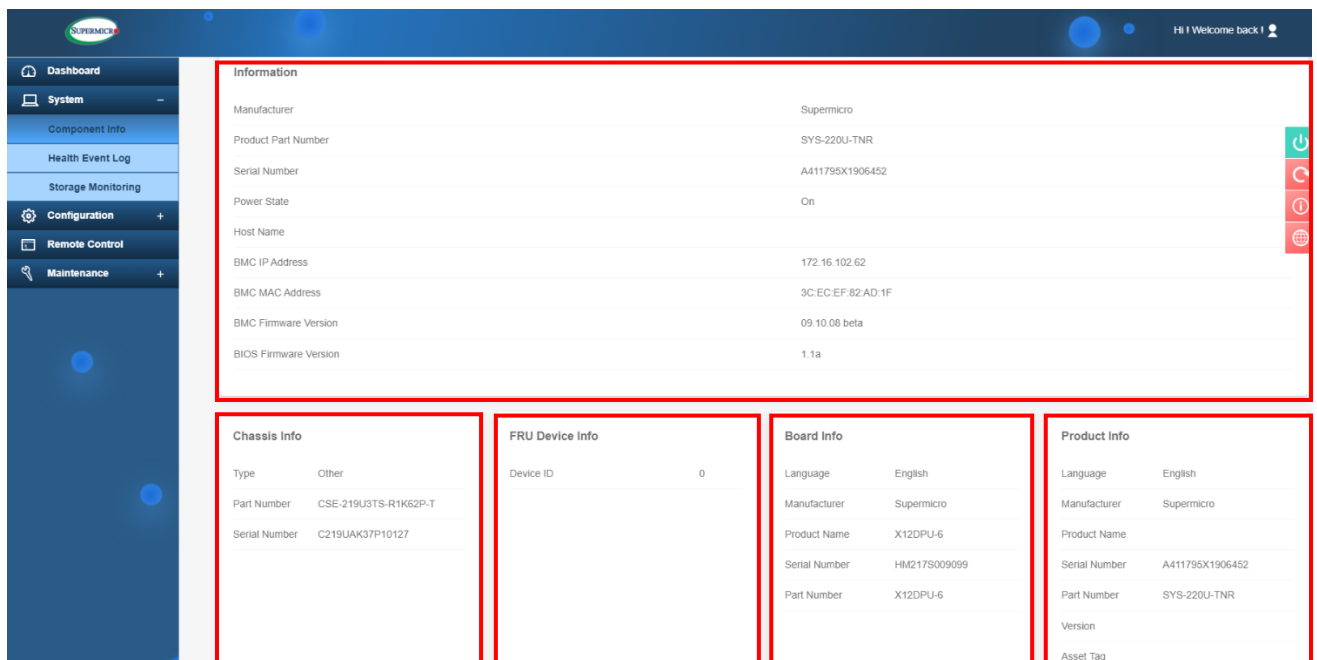 SUPERMICRO
Hi ! Welcome back !
Dashboard
System −
Component Info
Health Event Log
Storage Monitoring
Configuration +
Remote Control
Maintenance +
Information
Manufacturer Supermicro
Product Part Number SYS-220U-TNR
Serial Number A411795X1906452
Power State On
Host Name
BMC IP Address 172.16.102.62
BMC MAC Address 3C:EC:EF:82:AD:1F
BMC Firmware Version 09.10.08 beta
BIOS Firmware Version 1.1a
Chassis Info
Type Other
Part Number CSE-219U3TS-R1K62P-T
Serial Number C219UAK37P10127
FRU Device Info
Device ID 0
Board Info
Language English
Manufacturer Supermicro
Product Name X12DPU-6
Serial Number HM217S009099
Part Number X12DPU-6
Product Info
Language English
Manufacturer Supermicro
Product Name
Serial Number A411795X1906452
Part Number SYS-220U-TNR
Version
Asset Tag